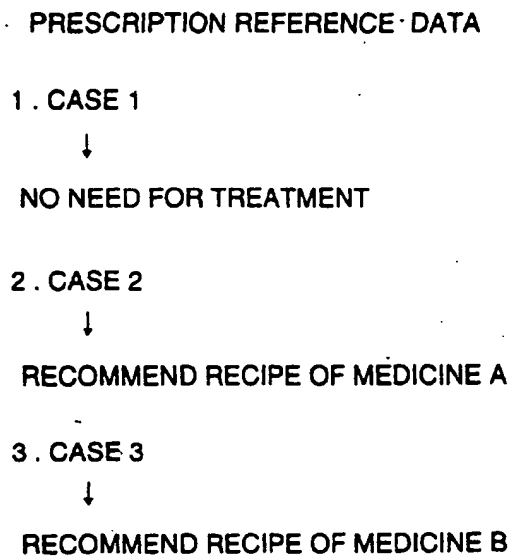 PRESCRIPTION REFERENCE DATA
1 . CASE 1
↓
NO NEED FOR TREATMENT
2 . CASE 2
↓
RECOMMEND RECIPE OF MEDICINE A
3 . CASE 3
↓
RECOMMEND RECIPE OF MEDICINE B